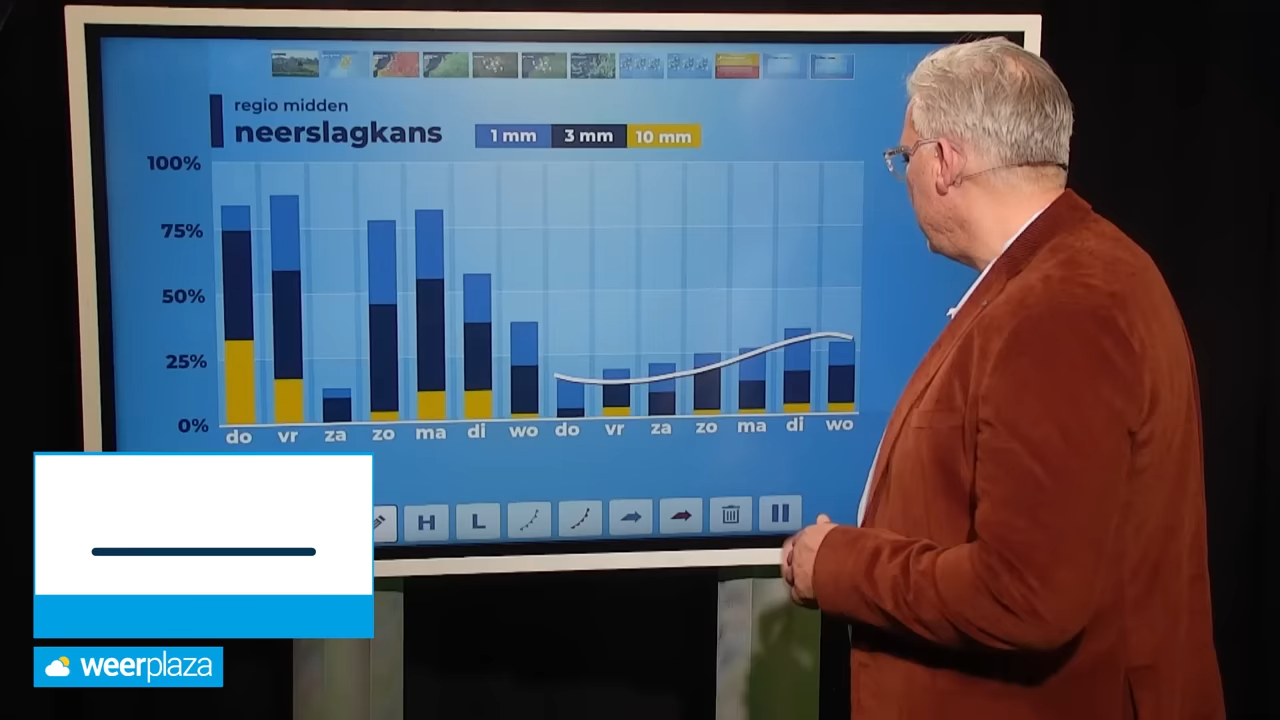 regio midden
neerslagkans
1 mm 3 mm 10 mm
100%
75%
50%
25%
0%
do vr za zo ma di wo do vr za zo ma di wo
H L
weerplaza